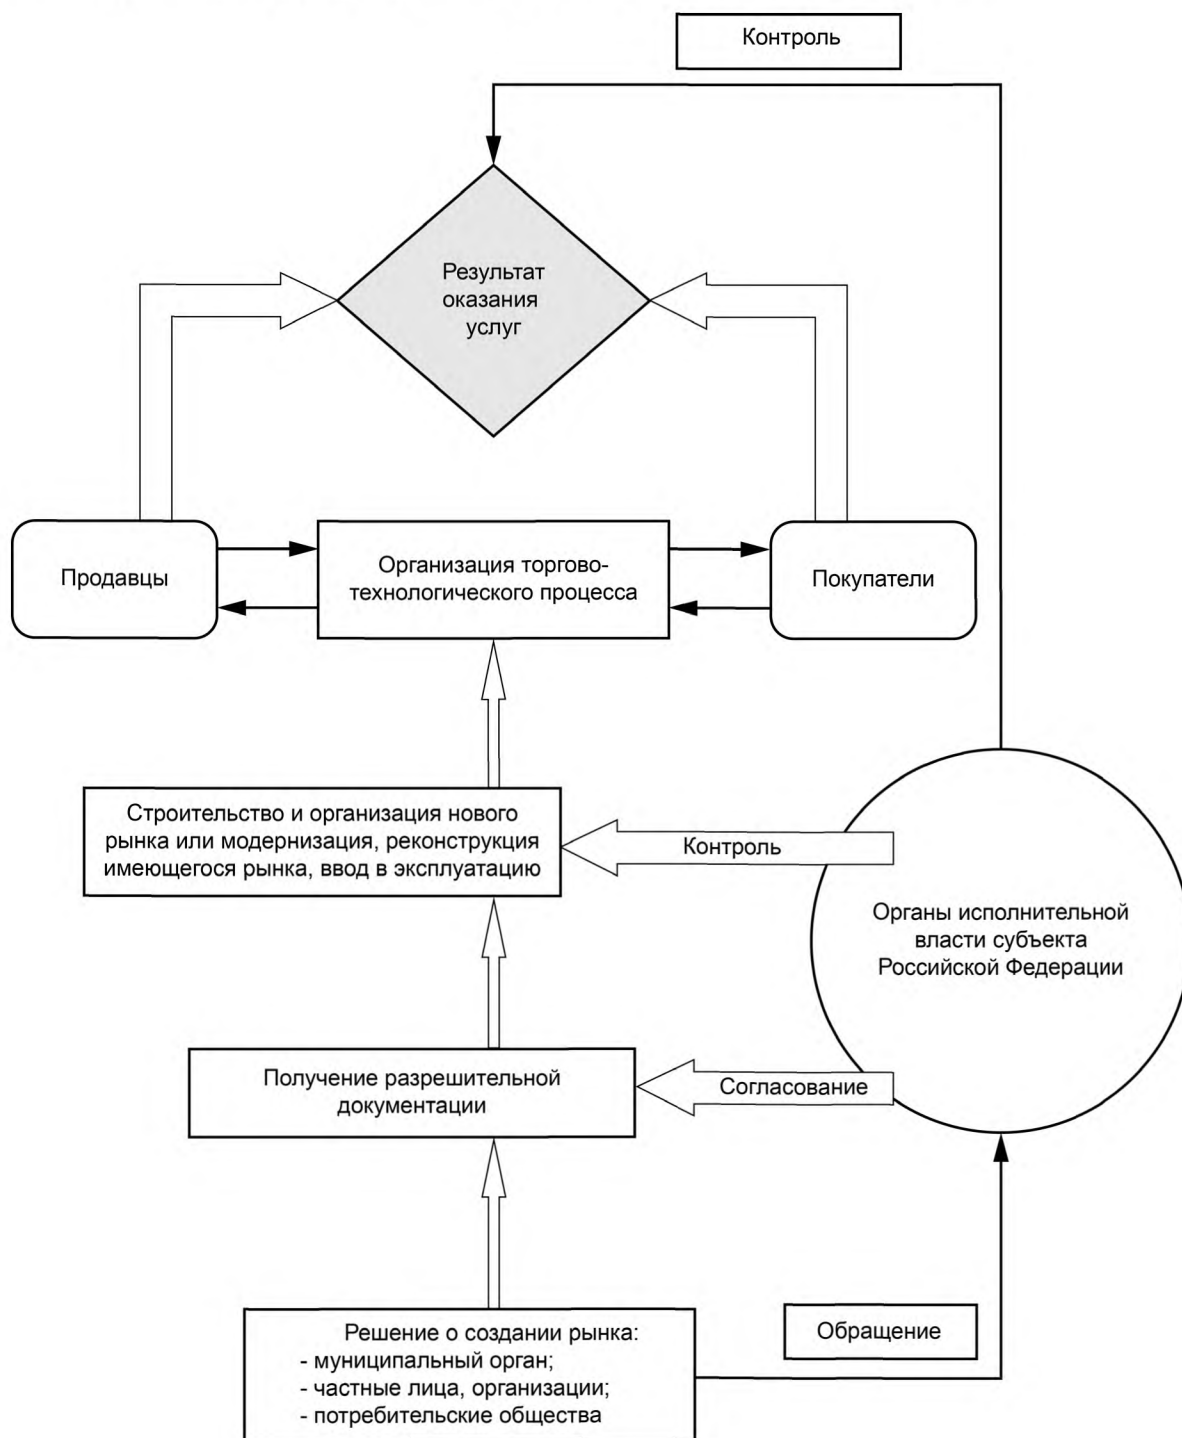 Контроль
Результат
оказания
услуг
Продавцы
Организация торгово-
технологического процесса
Покупатели
Строительство и организация нового
рынка или модернизация, реконструкция
имеющегося рынка, ввод в эксплуатацию
Контроль
Органы исполнительной
власти субъекта
Российской Федерации
Получение разрешительной
документации
Согласование
Решение о создании рынка:
- муниципальный орган;
- частные лица, организации;
- потребительские общества
Обращение